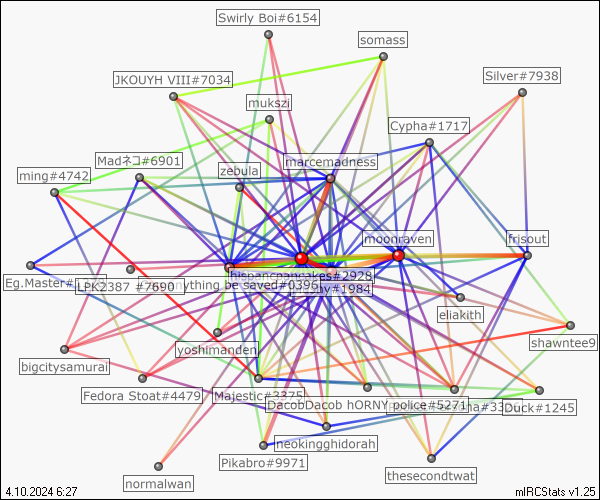 Swirly Boi#6154
somass
JKOUYH VIII#7034
Silver#7938
mukszi
Cypha#1717
Madネコ#6901
marcemadness
ming#4742
zebula
moonraven
frisout
hispancpancakes#2928
Eg.Master#
LPK2387 #7690
nything be saved#0396
#1984
eliakith
shawntee9
yoshimanden
bigcitysamurai
Fedora Stoat#4479
Majestic#3375
DacobDacob hORNY police#5271
Duck#1245
neokingghidorah
Pikabro#9971
thesecondtwat
normalwan
4.10.2024 6:27
mIRCStats v1.25